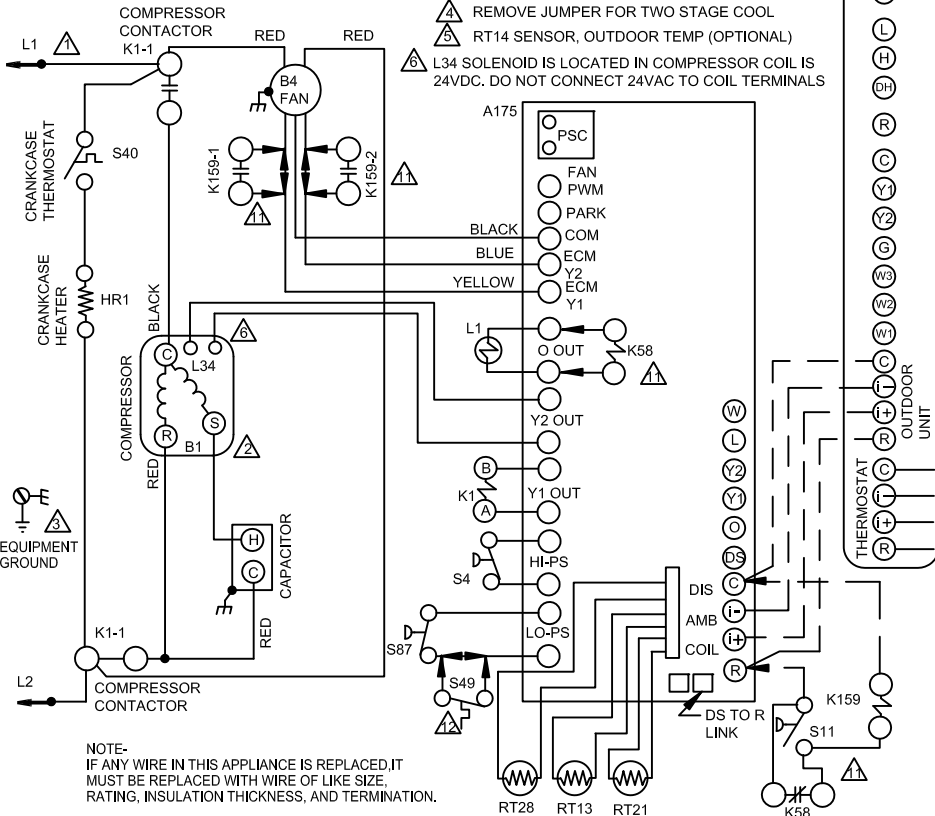 COMPRESSOR
CONTACTOR
K1-1
L1
1
RED
RED
4 REMOVE JUMPER FOR TWO STAGE COOL
5 RT14 SENSOR, OUTDOOR TEMP (OPTIONAL)
6 L34 SOLENOID IS LOCATED IN COMPRESSOR COIL IS
24VDC. DO NOT CONNECT 24VAC TO COIL TERMINALS
B4
FAN
A175
PSC
CRANKCASE
THERMOSTAT
S40
K159-1
11
K159-2
11
FAN
PWM
PARK
BLACK
COM
BLUE
ECM
Y2
YELLOW
ECM
Y1
CRANKCASE
HEATER
HR1
BLACK
6
L1
O OUT
K58
11
COMPRESSOR
C
L34
S
R
B1
2
Y2 OUT
RED
B
K1
A
Y1 OUT
3
EQUIPMENT
GROUND
H
C
CAPACITOR
RED
S4
HI-PS
S87
LO-PS
S49
12
K1-1
L2
COMPRESSOR
CONTACTOR
W
L
Y2
Y1
O
DS
C
i-
i+
R
DIS
AMB
COIL
DS TO R
LINK
RT28
RT13
RT21
K159
S11
11
K58
L
H
DH
R
C
Y1
Y2
G
W3
W2
W1
C
i-
i+
R
OUTDOOR
UNIT
THERMOSTAT
C
i-
i+
R
NOTE-
IF ANY WIRE IN THIS APPLIANCE IS REPLACED,IT
MUST BE REPLACED WITH WIRE OF LIKE SIZE,
RATING, INSULATION THICKNESS, AND TERMINATION.